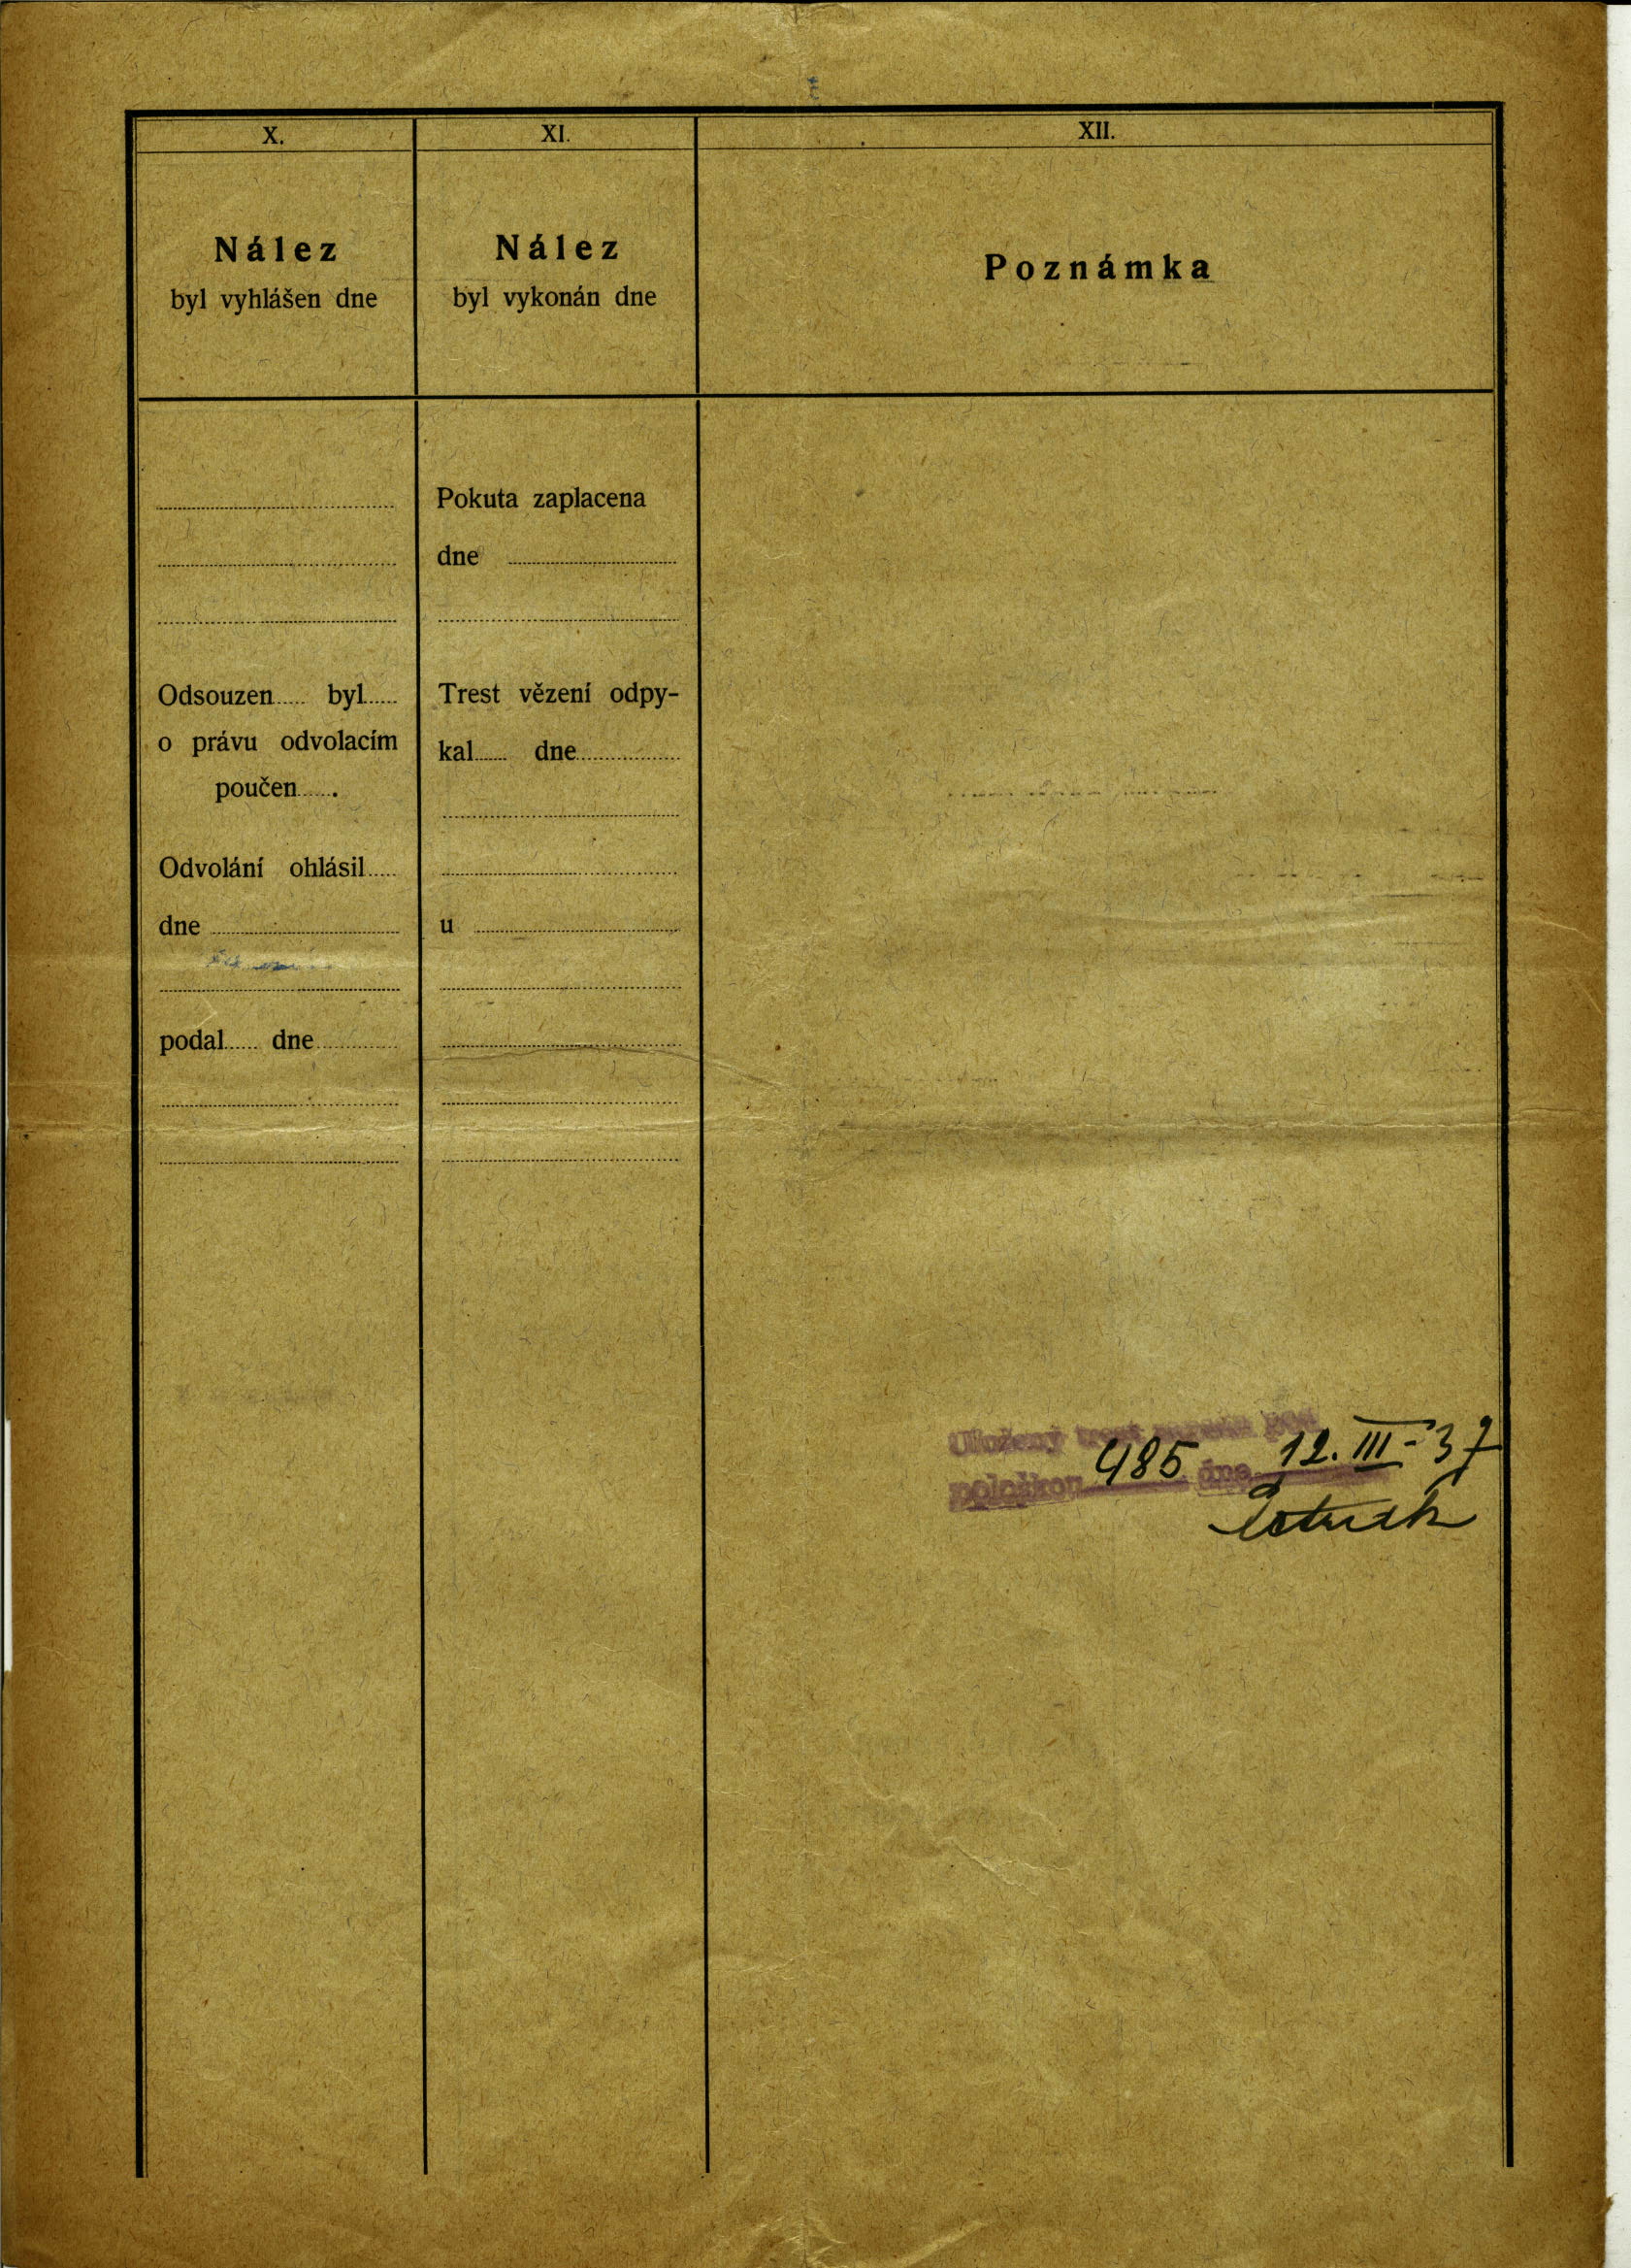 X.
Nález
byl vyhlášen dne
Odsouzen..... byl.....
o právu odvolacím
poučen......
Odvolání ohlásil.....
dne
podal..... dne
XI.
Nález
byl vykonán dne
Pokuta zaplacena
dne
Trest vězení odpy-
kal..... dne
u
XII.
Poznámka
Uložený trest pod
položkou 485 dne 12. III - 37